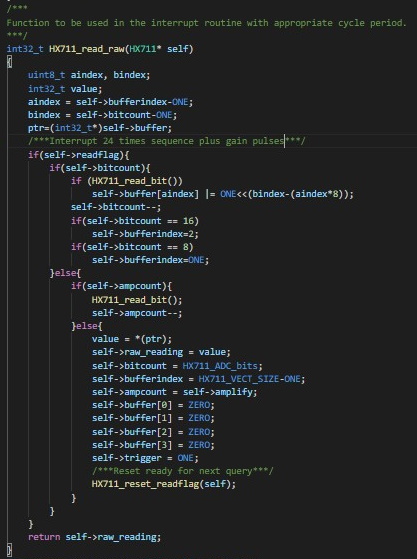 /***
Function to be used in the interrupt routine with appropriate cycle period.
***/
int32_t HX711_read_raw(HX711* self)
{
    uint8_t aindex, bindex;
    int32_t value;
    aindex = self->bufferindex-ONE;
    bindex = self->bitcount-ONE;
    ptr=(int32_t*)self->buffer;
    /***Interrupt 24 times sequence plus gain pulses***/
    if(self->readflag){
        if(self->bitcount){
            if (HX711_read_bit())
                self->buffer[aindex] |= ONE<<(bindex-(aindex*8));
            self->bitcount--;
            if(self->bitcount == 16)
                self->bufferindex=2;
            if(self->bitcount == 8)
                self->bufferindex=ONE;
        }else{
            if(self->ampcount){
                HX711_read_bit();
                self->ampcount--;
            }else{
                value = *(ptr);
                self->raw_reading = value;
                self->bitcount = HX711_ADC_bits;
                self->bufferindex = HX711_VECT_SIZE-ONE;
                self->ampcount = self->amplify;
                self->buffer[0] = ZERO;
                self->buffer[1] = ZERO;
                self->buffer[2] = ZERO;
                self->buffer[3] = ZERO;
                self->trigger = ONE;
                /***Reset ready for next query***/
                HX711_reset_readflag(self);
            }
        }
    }
    return self->raw_reading;
}